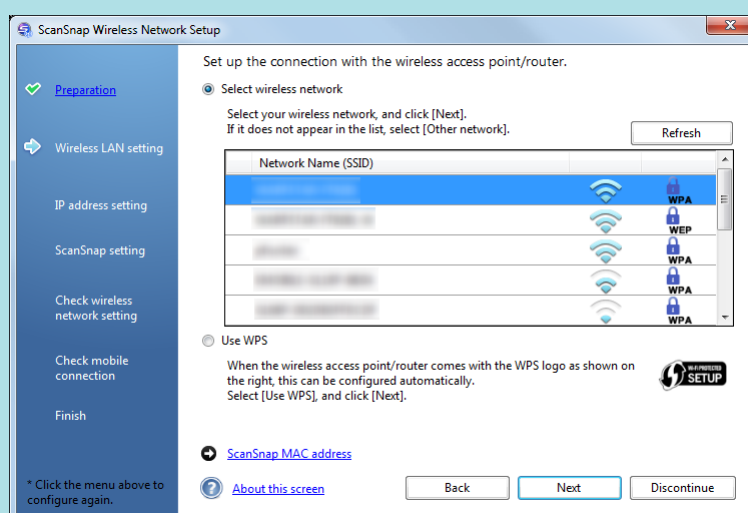 ScanSnap Wireless Network Setup
Set up the connection with the wireless access point/router.
Preparation
Wireless LAN setting
IP address setting
ScanSnap setting
Check wireless
network setting
Check mobile
connection
Finish
* Click the menu above to
configure again.
Select wireless network
Select your wireless network, and click [Next].
If it does not appear in the list, select [Other network].
Refresh
Network Name (SSID)
WPA
WEP
WPA
WPA
WPA
Use WPS
When the wireless access point/router comes with the WPS logo as shown on
the right, this can be configured automatically.
Select [Use WPS], and click [Next].
WI-FI PROTECTED
SETUP
ScanSnap MAC address
About this screen
Back
Next
Discontinue